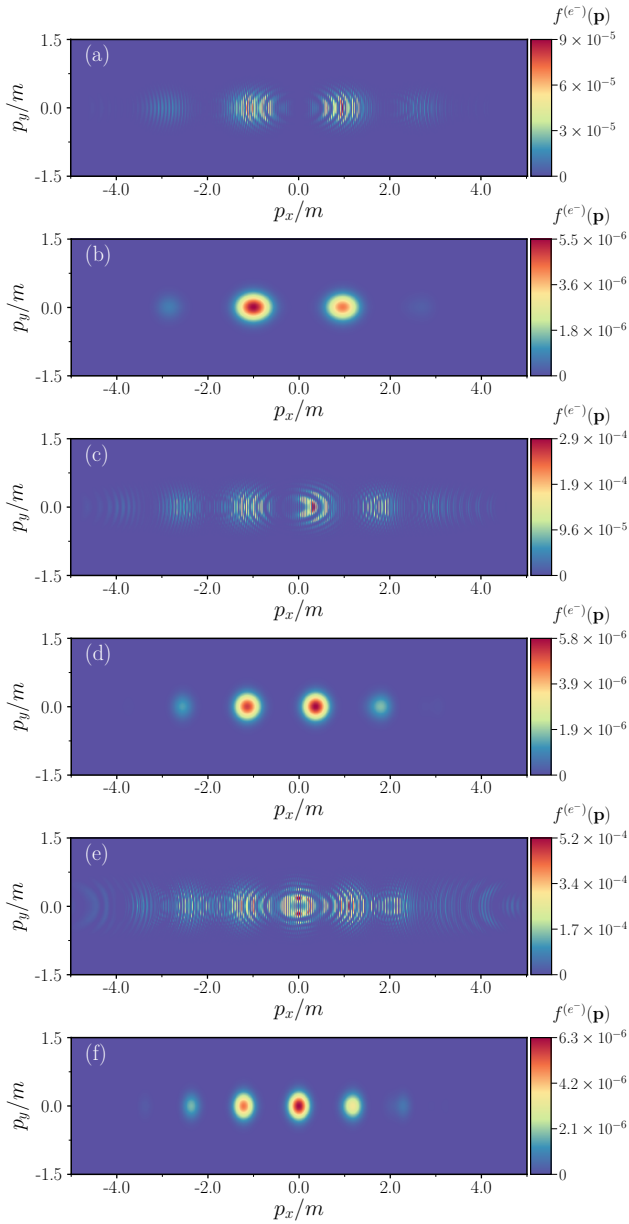 f^{(e^-)}(p)
1.5
(a)
9 × 10^{-5}
6 × 10^{-5}
p_y/m
0.0
3 × 10^{-5}
-1.5
0
-4.0 -2.0 0.0 2.0 4.0
p_x/m
f^{(e^-)}(p)
1.5
(b)
5.5 × 10^{-6}
3.6 × 10^{-6}
p_y/m
0.0
1.8 × 10^{-6}
-1.5
0
-4.0 -2.0 0.0 2.0 4.0
p_x/m
f^{(e^-)}(p)
1.5
(c)
2.9 × 10^{-4}
1.9 × 10^{-4}
p_y/m
0.0
9.6 × 10^{-5}
-1.5
0
-4.0 -2.0 0.0 2.0 4.0
p_x/m
f^{(e^-)}(p)
1.5
(d)
5.8 × 10^{-6}
3.9 × 10^{-6}
p_y/m
0.0
1.9 × 10^{-6}
-1.5
0
-4.0 -2.0 0.0 2.0 4.0
p_x/m
f^{(e^-)}(p)
1.5
(e)
5.2 × 10^{-4}
3.4 × 10^{-4}
p_y/m
0.0
1.7 × 10^{-4}
-1.5
0
-4.0 -2.0 0.0 2.0 4.0
p_x/m
f^{(e^-)}(p)
1.5
(f)
6.3 × 10^{-6}
4.2 × 10^{-6}
p_y/m
0.0
2.1 × 10^{-6}
-1.5
0
-4.0 -2.0 0.0 2.0 4.0
p_x/m